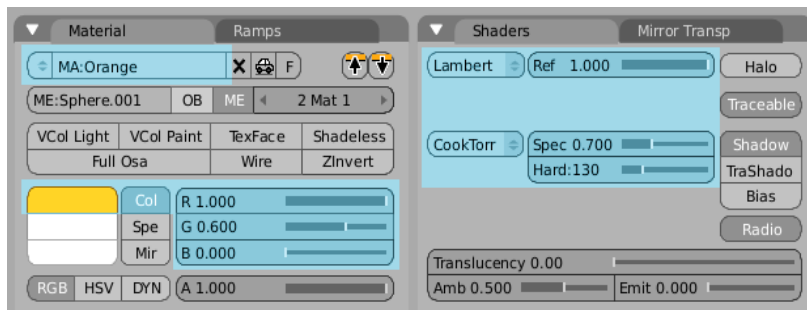 Material Ramps
MA:Orange F
ME:Sphere.001 OB ME 2 Mat 1
VCol Light VCol Paint TexFace Shadeless
Full Osa Wire ZInvert
Col R 1.000
Spe G 0.600
Mir B 0.000
RGB HSV DYN A 1.000
Shaders Mirror Transp
Lambert Ref 1.000 Halo
Traceable
CookTorr Spec 0.700 Shadow
Hard:130 TraShado
Bias
Radio
Translucency 0.00
Amb 0.500 Emit 0.000